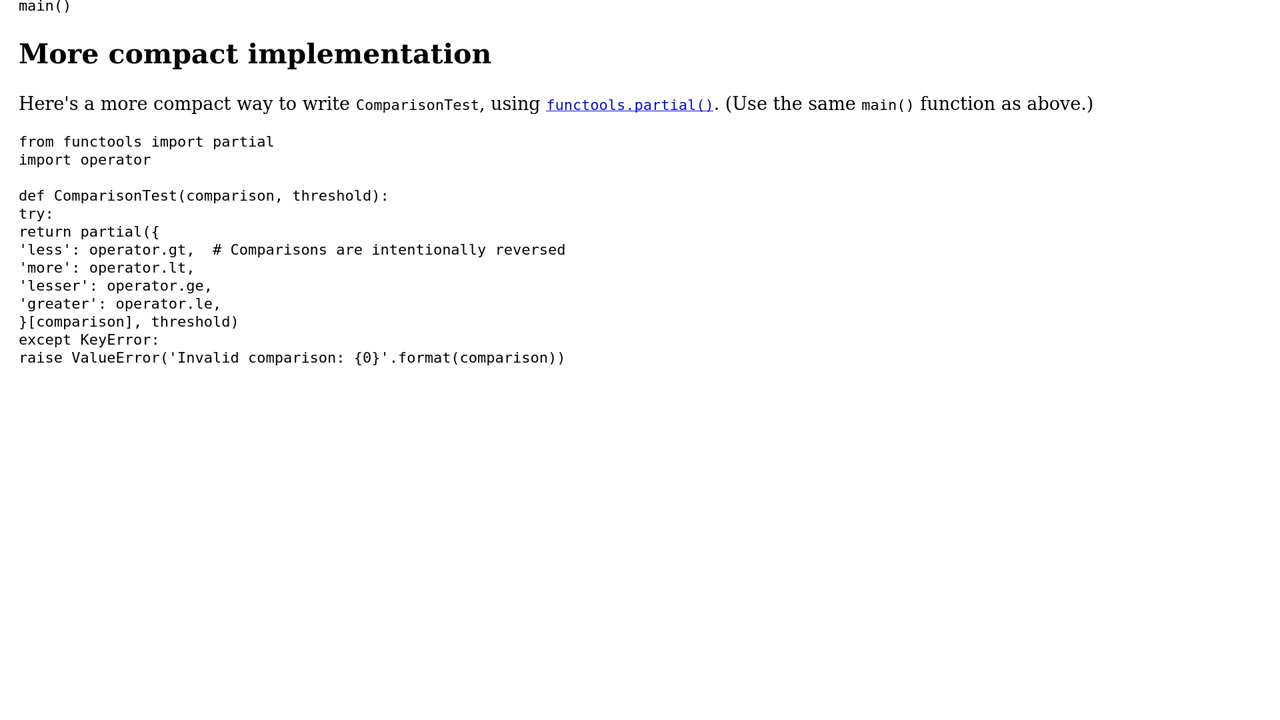 main()
More compact implementation
Here's a more compact way to write ComparisonTest, using functools.partial(). (Use the same main() function as above.)
from functools import partial
import operator
def ComparisonTest(comparison, threshold):
try:
return partial({
'less': operator.gt,  # Comparisons are intentionally reversed
'more': operator.lt,
'lesser': operator.ge,
'greater': operator.le,
}[comparison], threshold)
except KeyError:
raise ValueError('Invalid comparison: {0}'.format(comparison))